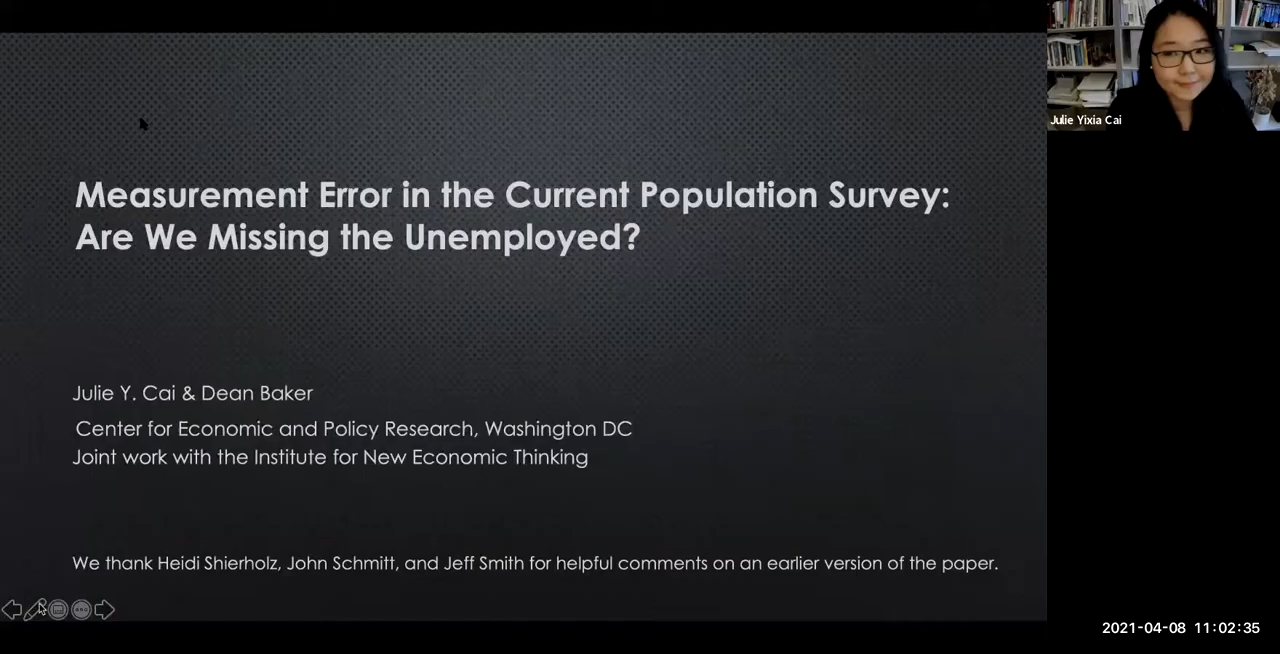 Julie Yixia Cai
Measurement Error in the Current Population Survey:
Are We Missing the Unemployed?
Julie Y. Cai & Dean Baker
Center for Economic and Policy Research, Washington DC
Joint work with the Institute for New Economic Thinking
We thank Heidi Shierholz, John Schmitt, and Jeff Smith for helpful comments on an earlier version of the paper.
2021-04-08 11:02:35